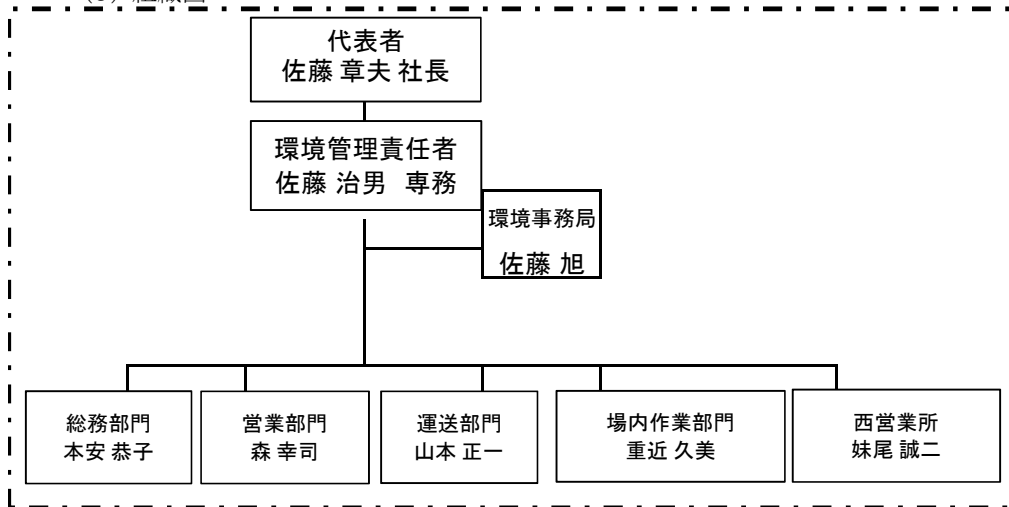 代表者
佐藤 章夫 社長
環境管理責任者
佐藤 治男 専務
環境事務局
佐藤 旭
総務部門
本安 恭子
営業部門
森 幸司
運送部門
山本 正一
場内作業部門
重近 久美
西営業所
妹尾 誠二